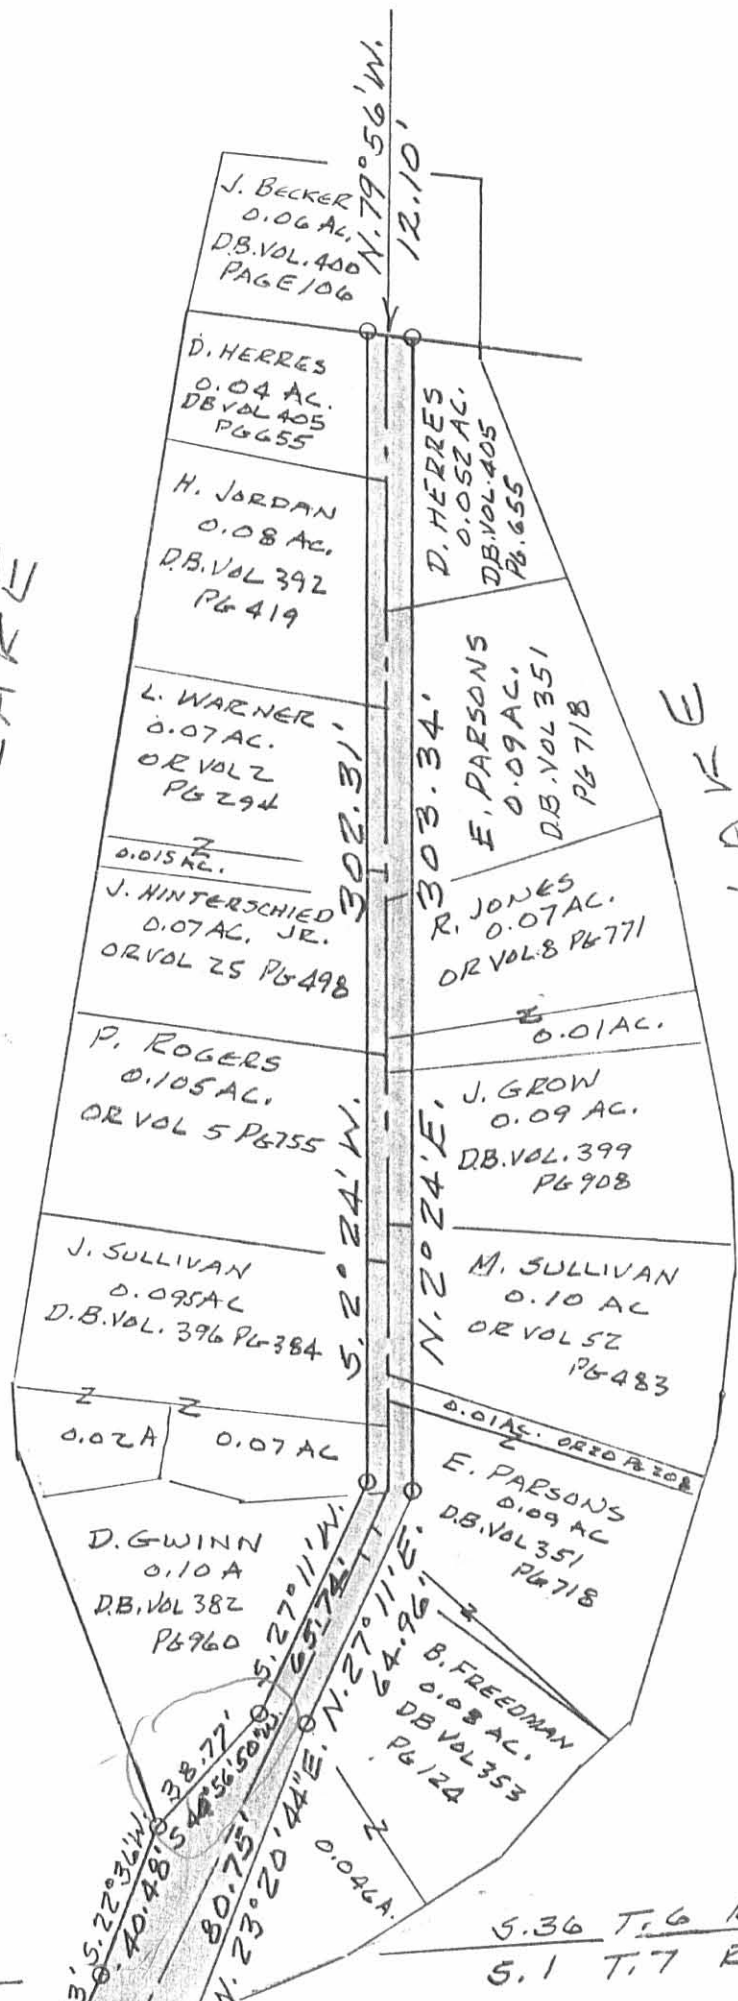 N.79°56'W.
12.10'
J. BECKER
0.06 AC.
D.B.VOL.400
PAGE 106
D. HERRES
0.04 AC.
DB VOL 405
PG 655
D. HERRES
0.052 AC.
D.B.VOL.405
PG.655
H. JORDAN
0.08 AC.
D.B.VOL 392
PG 419
E. PARSONS
0.09 AC.
D.B.VOL 351
PG 718
L. WARNER
0.07 AC.
OR VOL 2
PG 294
302.31'
303.34'
Z
0.015 AC.
J. HINTERSCHIED
0.07 AC. JR.
OR VOL 25 PG 498
R. JONES
0.07 AC.
OR VOL.8 PG 771
Z
0.01 AC.
P. ROGERS
0.105 AC.
OR VOL 5 PG 755
J. GROW
0.09 AC.
D.B.VOL. 399
PG 908
S. 2°24' W.
N. 2°24' E.
J. SULLIVAN
0.095 AC
D.B.VOL. 396 PG 384
M. SULLIVAN
0.10 AC
OR VOL 52
PG 483
Z
0.02 A
Z
0.07 AC
0.01 AC. OR 20 PG 208
Z
E. PARSONS
0.09 AC
D.B.VOL 351
PG 718
D. GWINN
0.10 A
D.B.VOL 382
PG 960
S. 27°11' W.
65.74'
N. 27°11' E.
64.96'
Z
B. FREEDMAN
0.08 AC.
DB VOL 353
PG 124
38.77'
S 44°56'50" W.
Z
0.046 A.
S. 22°36' W.
40.48'
80.75'
N. 23°20'44" E.
3'
S.36 T.6
S.1 T.7 R